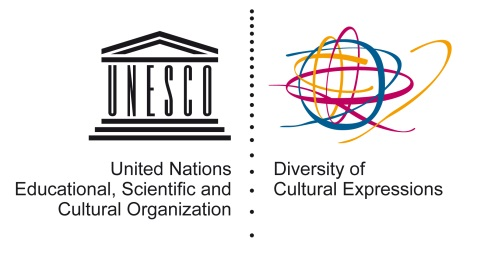 UNESCO
United Nations
Educational, Scientific and
Cultural Organization
Diversity of
Cultural Expressions